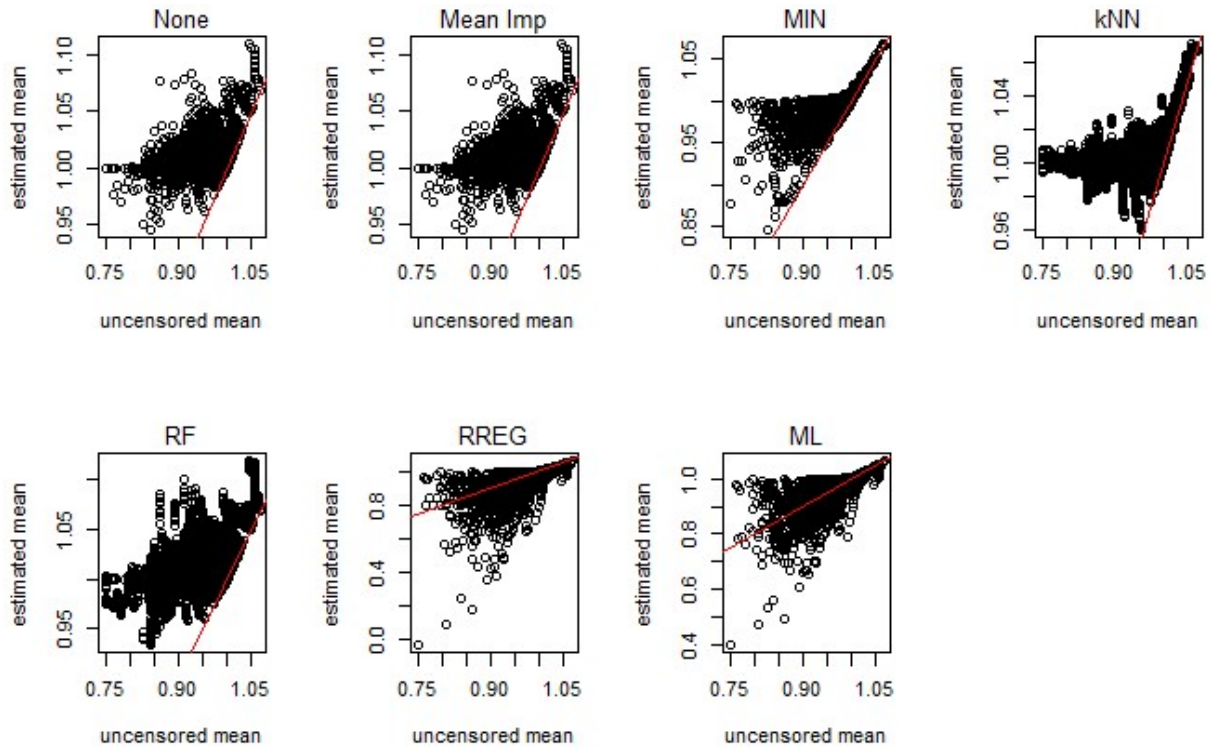 None
Mean Imp
MIN
kNN
estimated mean
0.95 1.00 1.05 1.10
0.75 0.90 1.05
uncensored mean
estimated mean
0.95 1.00 1.05 1.10
0.75 0.90 1.05
uncensored mean
estimated mean
0.85 0.95 1.05
0.75 0.90 1.05
uncensored mean
estimated mean
0.96 1.00 1.04
0.75 0.90 1.05
uncensored mean
RF
RREG
ML
estimated mean
0.95 1.05
0.75 0.90 1.05
uncensored mean
estimated mean
0.0 0.4 0.8
0.75 0.90 1.05
uncensored mean
estimated mean
0.4 0.6 0.8 1.0
0.75 0.90 1.05
uncensored mean